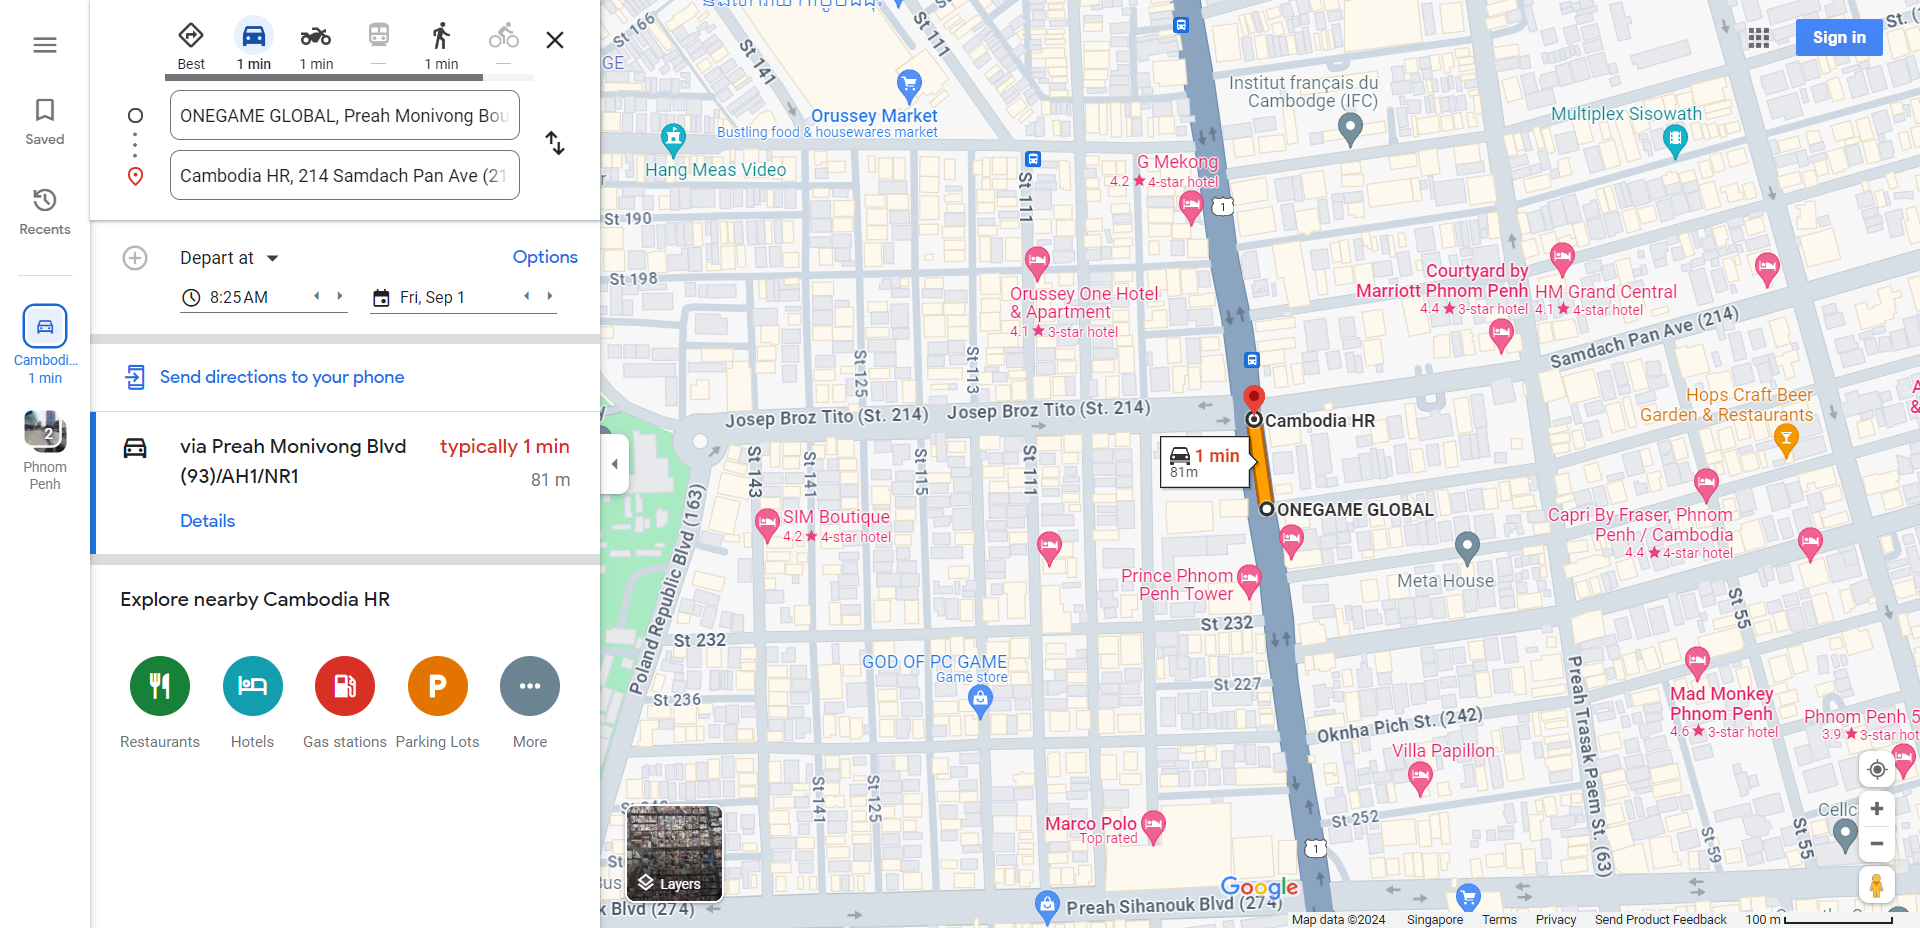 Saved
Recents
Cambodi...
1 min
2
Phnom
Penh
Best
1 min
1 min
—
1 min
—
ONEGAME GLOBAL, Preah Monivong Bou
Cambodia HR, 214 Samdach Pan Ave (21
Depart at
Options
8:25 AM
Fri, Sep 1
Send directions to your phone
via Preah Monivong Blvd
(93)/AH1/NR1
typically 1 min
81 m
Details
Explore nearby Cambodia HR
P
Restaurants
Hotels
Gas stations
Parking Lots
More
Sign in
St 166
GE
St 141
St 111
Orussey Market
Bustling food & housewares market
Hang Meas Video
Institut français du
Cambodge (IFC)
Multiplex Sisowath
G Mekong
4.2 ★ 4-star hotel
1
St 190
St 111
St 198
Orussey One Hotel
& Apartment
4.1 ★ 3-star hotel
Courtyard by
Marriott Phnom Penh
4.4 ★ 3-star hotel
HM Grand Central
4.1 ★ 4-star hotel
Samdach Pan Ave (214)
St 125
St 113
Josep Broz Tito (St. 214)
Josep Broz Tito (St. 214)
Cambodia HR
Hops Craft Beer
Garden & Restaurants
1 min
81m
ONEGAME GLOBAL
St 143
St 141
St 115
St 111
SIM Boutique
4.2 ★ 4-star hotel
Capri By Fraser, Phnom
Penh / Cambodia
4.4 ★ 4-star hotel
Meta House
Prince Phnom
Penh Tower
Poland Republic Blvd (163)
St 232
St 232
St 55
GOD OF PC GAME
Game store
St 236
St 227
Mad Monkey
Phnom Penh
4.6 ★ 3-star hotel
Phnom Penh 5
3.9 ★ 3-star hot
Oknha Pich St. (242)
Villa Papillon
Preah Trasak Paem St. (63)
St 141
St 125
St 252
Marco Polo
Top rated
1
Cellc
St 59
St 55
St
Bus
Layers
k Blvd (274)
Google
Preah Sihanouk Blvd (274)
Map data ©2024
Singapore
Terms
Privacy
Send Product Feedback
100 m